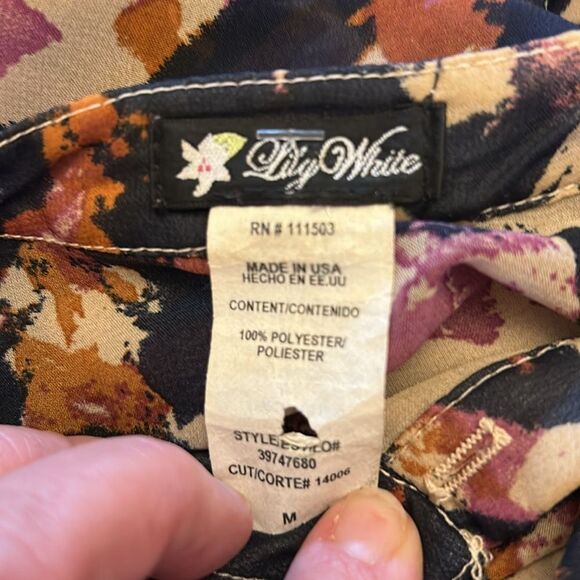 Lily White
RN # 111503
MADE IN USA
HECHO EN EE.UU
CONTENT/CONTENIDO
100% POLYESTER/
POLIESTER
STYLE/ESTILO#
39747680
CUT/CORTE# 14006
M